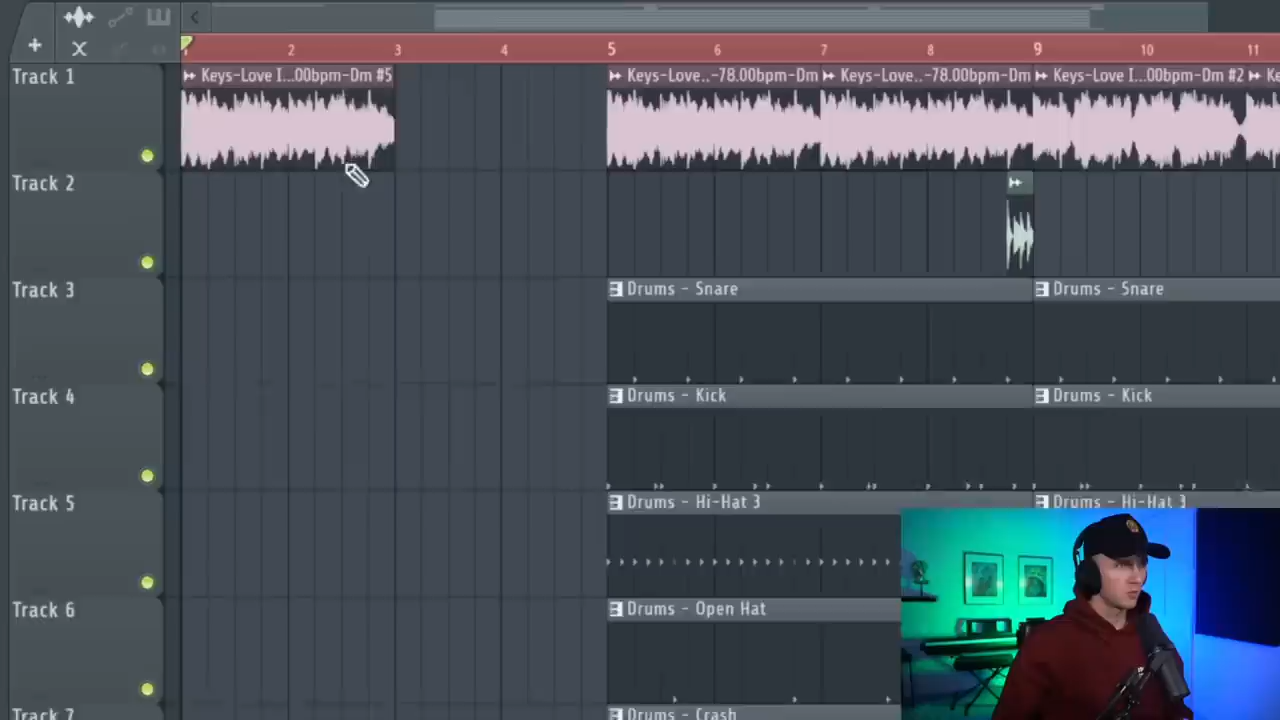 2 3 4 5 6 7 8 9 10 11
Track 1
Keys-Love I...00bpm-Dm #5
Keys-Love..-78.00bpm-Dm
Keys-Love..-78.00bpm-Dm
Keys-Love I...00bpm-Dm #2
Ke
Track 2
Track 3
Drums - Snare
Drums - Snare
Track 4
Drums - Kick
Drums - Kick
Track 5
Drums - Hi-Hat 3
Drums - Hi-Hat 3
Track 6
Drums - Open Hat
Track 7
Drums - Crash